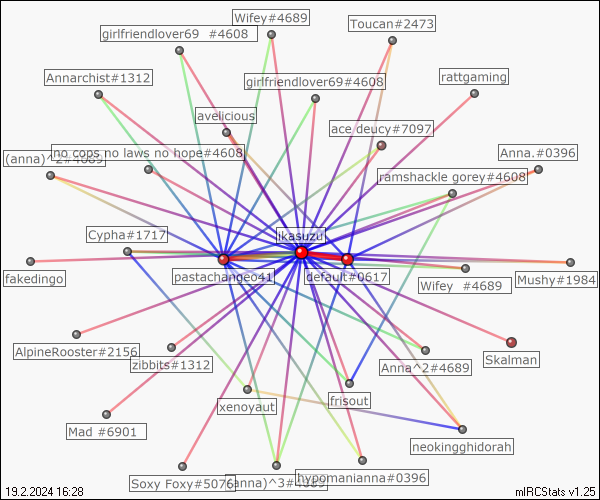 Wifey#4689
Toucan#2473
girlfriendlover69 #4608
Annarchist#1312
girlfriendlover69#4608
rattgaming
avelicious
ace deucy#7097
no cops no laws no hope#4608
(anna)^2#4689
Anna.#0396
ramshackle gorey#4608
Cypha#1717
ikasuzu
fakedingo
pastachange41
default#0617
Wifey #4689
Mushy#1984
AlpineRooster#2156
zibbits#1312
Anna^2#4689
Skalman
xenoyaut
frisout
Mad #6901
neokingghidorah
Soxy Foxy#5076
anna)^3#4689
hypomanianna#0396
19.2.2024 16:28
mIRCStats v1.25